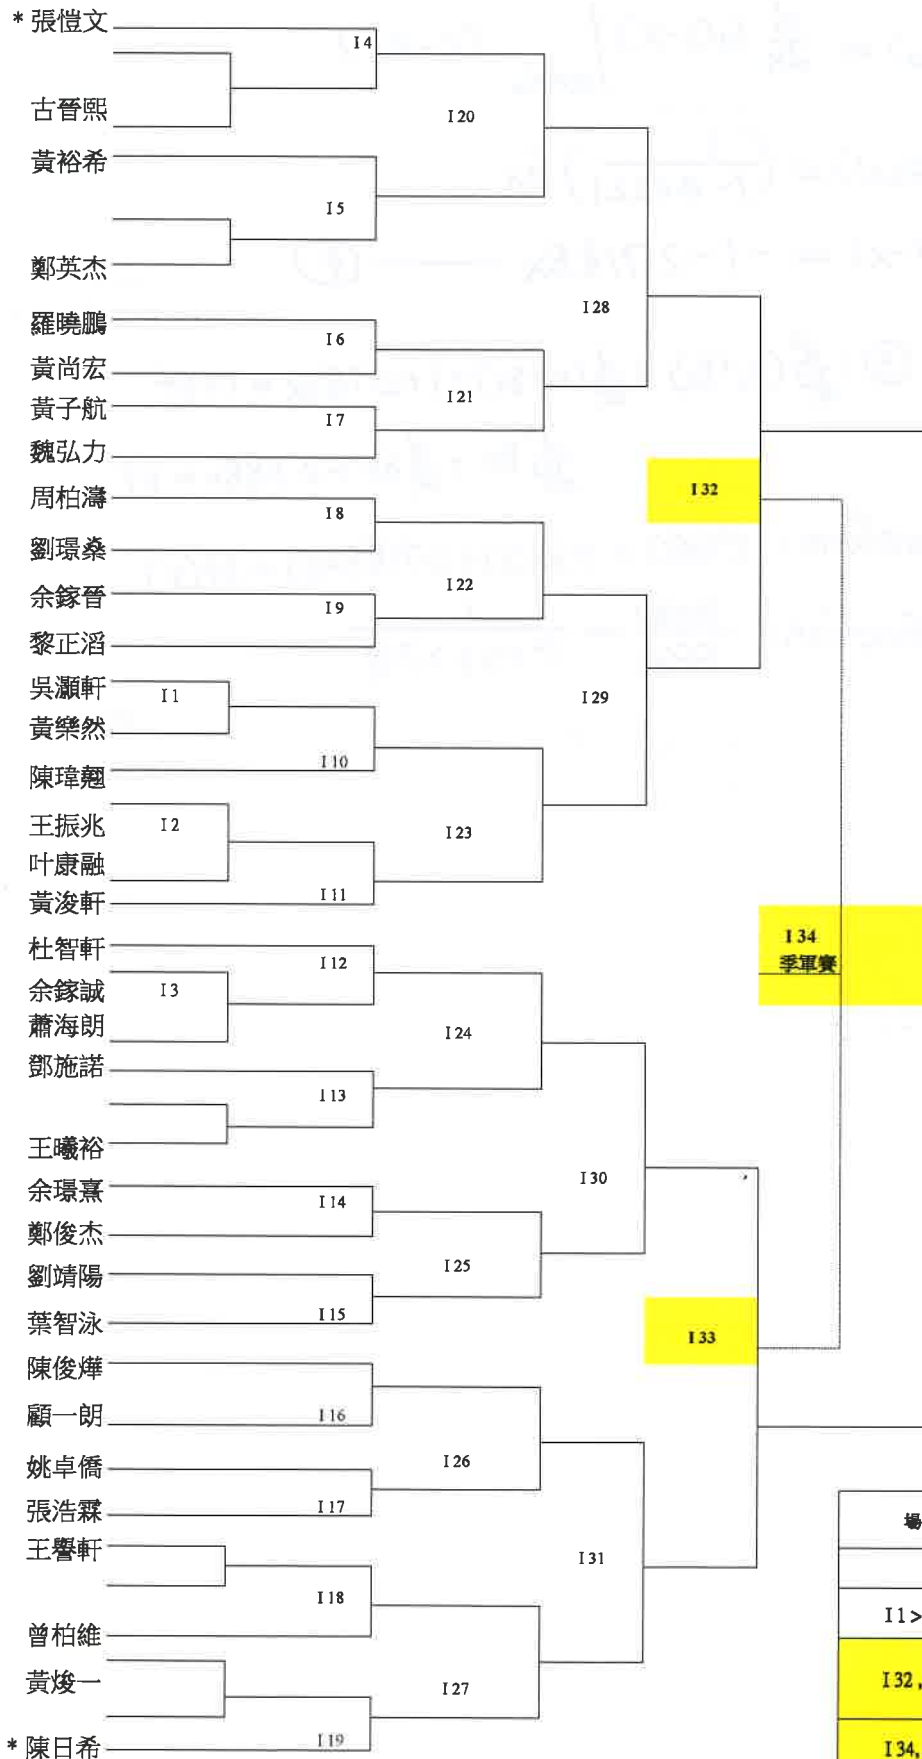 * 張愷文
I 4
古晉熙
I 20
黃裕希
I 5
鄭英杰
I 28
羅曉鵬
I 6
黃尚宏
I 21
黃子航
I 7
魏弘力
I 32
周柏濤
I 8
劉璟燊
I 22
余鎵晉
I 9
黎正滔
吳灝軒
I 1
I 29
黃樂然
I 10
陳瑋翹
王振兆
I 2
I 23
叶康融
I 11
黃浚軒
I 34
季軍賽
杜智軒
I 12
余鎵誠
I 3
蕭海朗
I 24
鄧施諾
I 13
王曦裕
I 30
余璟熹
I 14
鄭俊杰
I 25
劉靖陽
I 15
葉智泳
I 33
陳俊燁
顧一朗
I 16
姚卓僑
I 26
張浩霖
I 17
場
王譽軒
I 31
I 18
I 1 >
曾柏維
黃焌一
I 27
I 32 ,
* 陳日希
I 19
I 34,